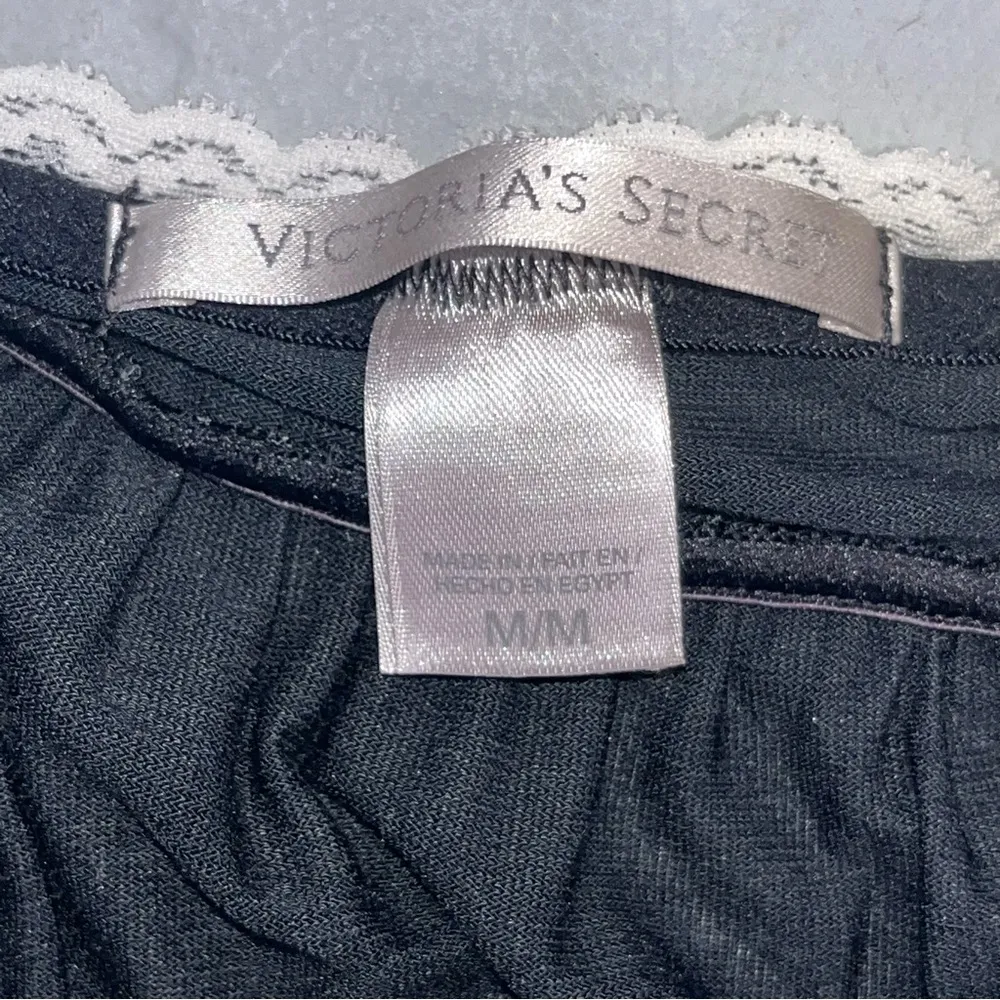 VICTORIA'S SECRET
MADE IN / FAIT EN /
HECHO EN EGYPT
M/M